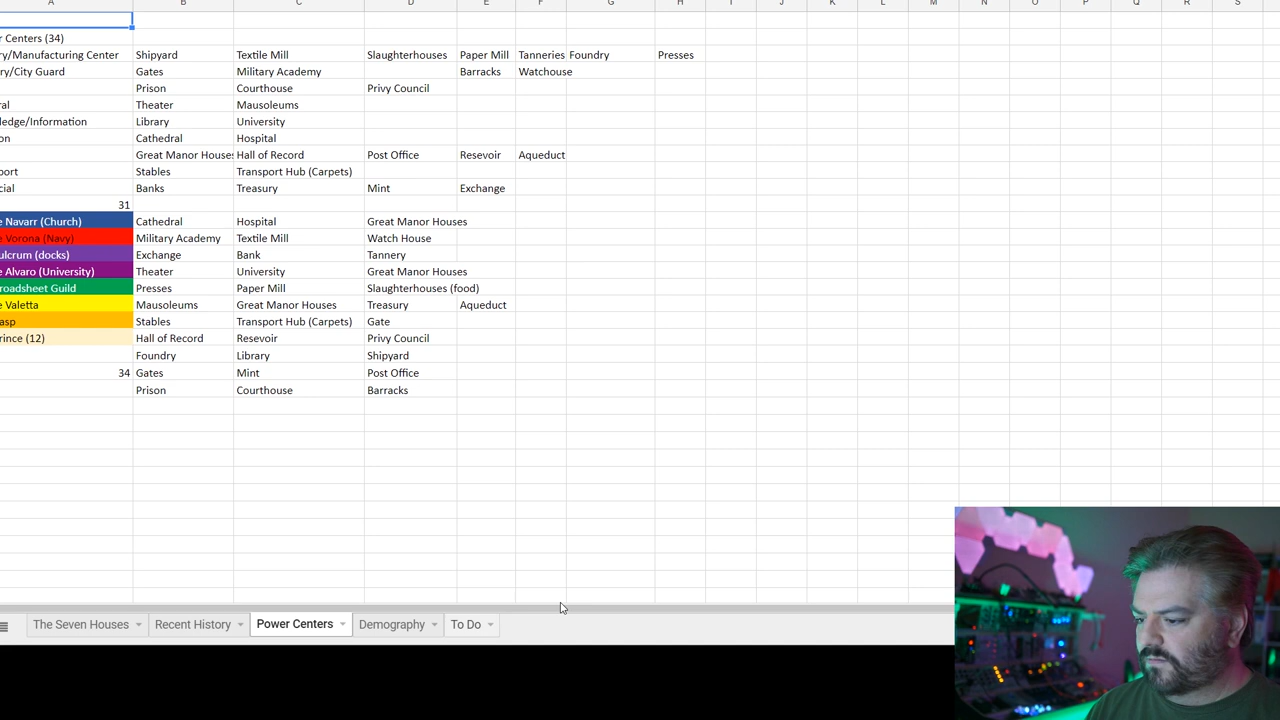 A B C D E F G H I J K L M N O P Q R S
r Centers (34)
ry/Manufacturing Center Shipyard Textile Mill Slaughterhouses Paper Mill Tanneries Foundry Presses
ry/City Guard Gates Military Academy Barracks Watchouse
Prison Courthouse Privy Council
ral Theater Mausoleums
ledge/Information Library University
on Cathedral Hospital
Great Manor Houses Hall of Record Post Office Resevoir Aqueduct
port Stables Transport Hub (Carpets)
cial Banks Treasury Mint Exchange
31
e Navarr (Church) Cathedral Hospital Great Manor Houses
e Vorona (Navy) Military Academy Textile Mill Watch House
ulcrum (docks) Exchange Bank Tannery
e Alvaro (University) Theater University Great Manor Houses
roadsheet Guild Presses Paper Mill Slaughterhouses (food)
e Valetta Mausoleums Great Manor Houses Treasury Aqueduct
asp Stables Transport Hub (Carpets) Gate
rince (12) Hall of Record Resevoir Privy Council
Foundry Library Shipyard
34 Gates Mint Post Office
Prison Courthouse Barracks
The Seven Houses Recent History Power Centers Demography To Do